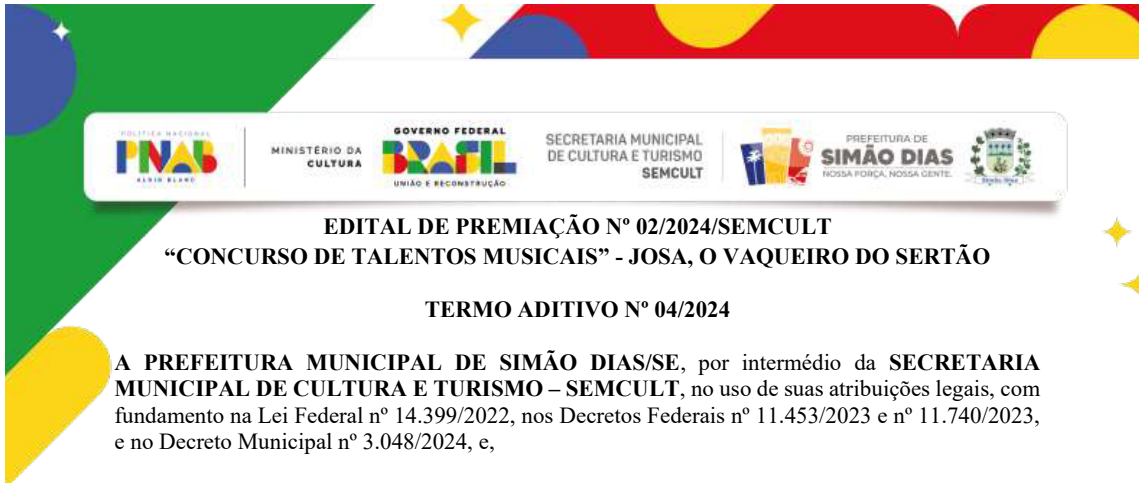 POLÍTICA NACIONAL
PNAB
ALDIR BLANC
MINISTÉRIO DA
CULTURA
GOVERNO FEDERAL
BRASIL
UNIÃO E RECONSTRUÇÃO
SECRETARIA MUNICIPAL
DE CULTURA E TURISMO
SEMCULT
PREFEITURA DE
SIMÃO DIAS
NOSSA FORÇA, NOSSA GENTE.
EDITAL DE PREMIAÇÃO Nº 02/2024/SEMCULT
“CONCURSO DE TALENTOS MUSICAIS” - JOSA, O VAQUEIRO DO SERTÃO
TERMO ADITIVO Nº 04/2024
A PREFEITURA MUNICIPAL DE SIMÃO DIAS/SE, por intermédio da SECRETARIA
MUNICIPAL DE CULTURA E TURISMO – SEMCULT, no uso de suas atribuições legais, com
fundamento na Lei Federal nº 14.399/2022, nos Decretos Federais nº 11.453/2023 e nº 11.740/2023,
e no Decreto Municipal nº 3.048/2024, e,